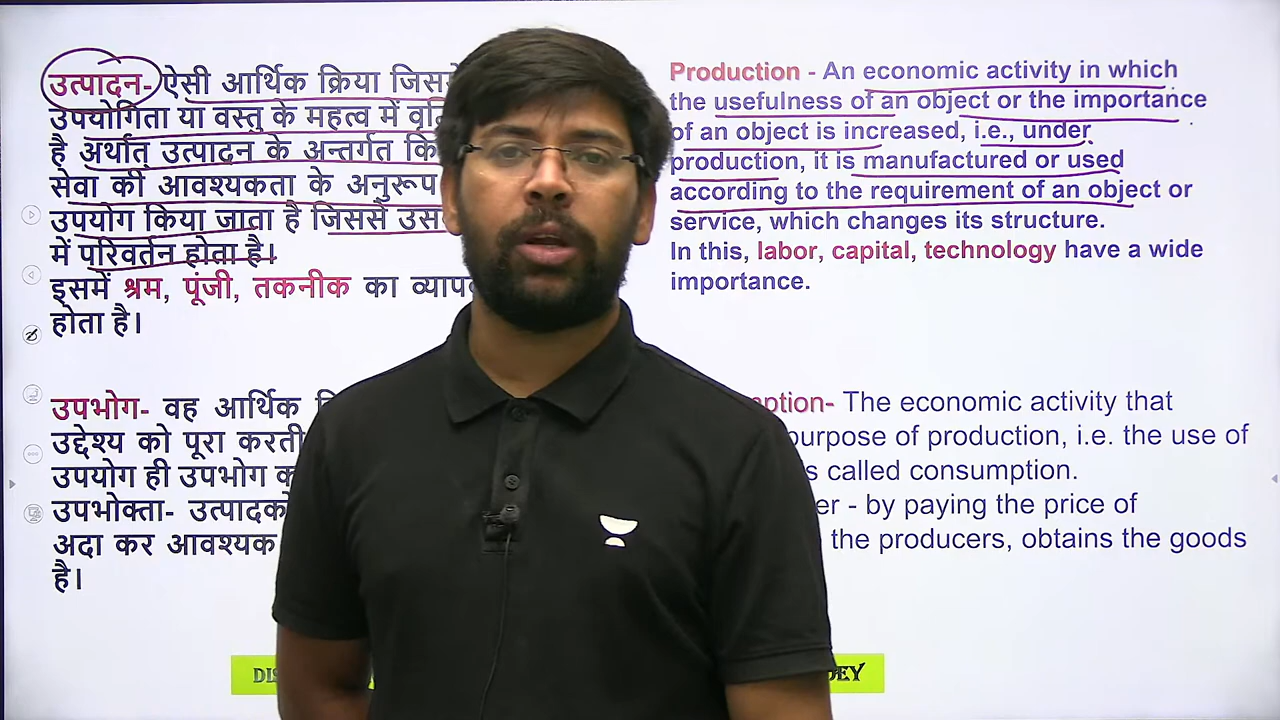 उत्पादन- ऐसी आर्थिक क्रिया
उपयोगिता या वस्तु के महत्व में
है अर्थात् उत्पादन के अन्तर्गत
सेवा की आवश्यकता के अनुरूप
उपयोग किया जाता है जिससे
में परिवर्तन होता है।
इसमें श्रम, पूंजी, तकनीक का
होता है।
उपभोग- वह आर्थिक
उद्देश्य को पूरा करती
उपयोग ही उपभोग
उपभोक्ता- उत्पादको
अदा कर आवश्यक
है।
Production - An economic activity in which
the usefulness of an object or the importance
of an object is increased, i.e., under
production, it is manufactured or used
according to the requirement of an object or
service, which changes its structure.
In this, labor, capital, technology have a wide
importance.
The economic activity that
purpose of production, i.e. the use of
called consumption.
- by paying the price of
the producers, obtains the goods